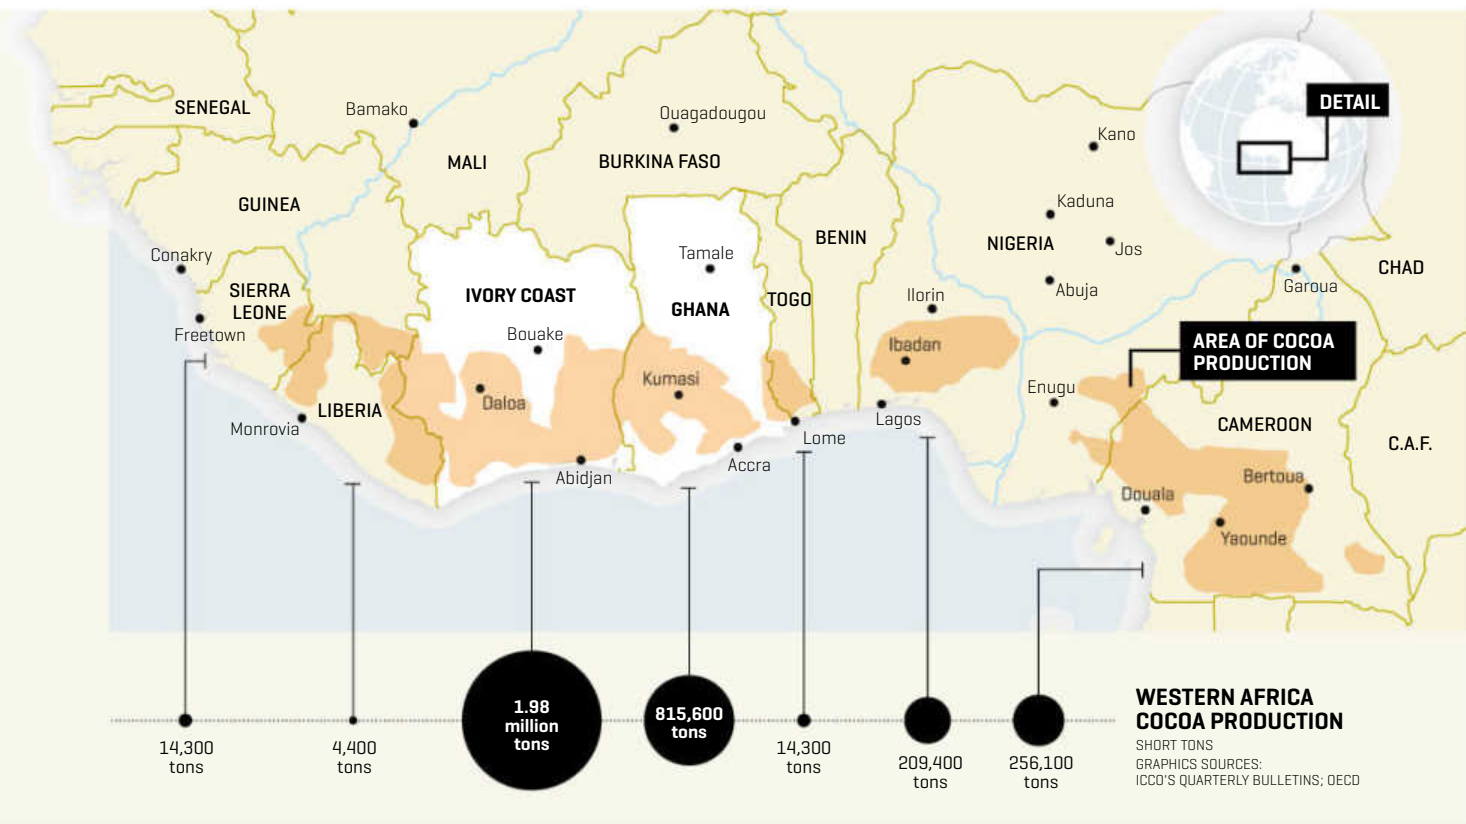 DETAIL
SENEGAL
Bamako
Ouagadougou
Kano
MALI
BURKINA FASO
GUINEA
Kaduna
BENIN
NIGERIA
Jos
Conakry
Tamale
CHAD
SIERRA
LEONE
IVORY COAST
GHANA
TOGO
Ilorin
Abuja
Garoua
Freetown
Bouake
Ibadan
AREA OF COCOA
PRODUCTION
Kumasi
Enugu
Daloa
LIBERIA
Monrovia
Lagos
CAMEROON
Lome
C.A.F.
Accra
Abidjan
Bertoua
Douala
Yaounde
14,300
tons
4,400
tons
1.98
million
tons
815,600
tons
14,300
tons
209,400
tons
256,100
tons
WESTERN AFRICA
COCOA PRODUCTION
SHORT TONS
GRAPHICS SOURCES:
ICCO'S QUARTERLY BULLETINS; OECD